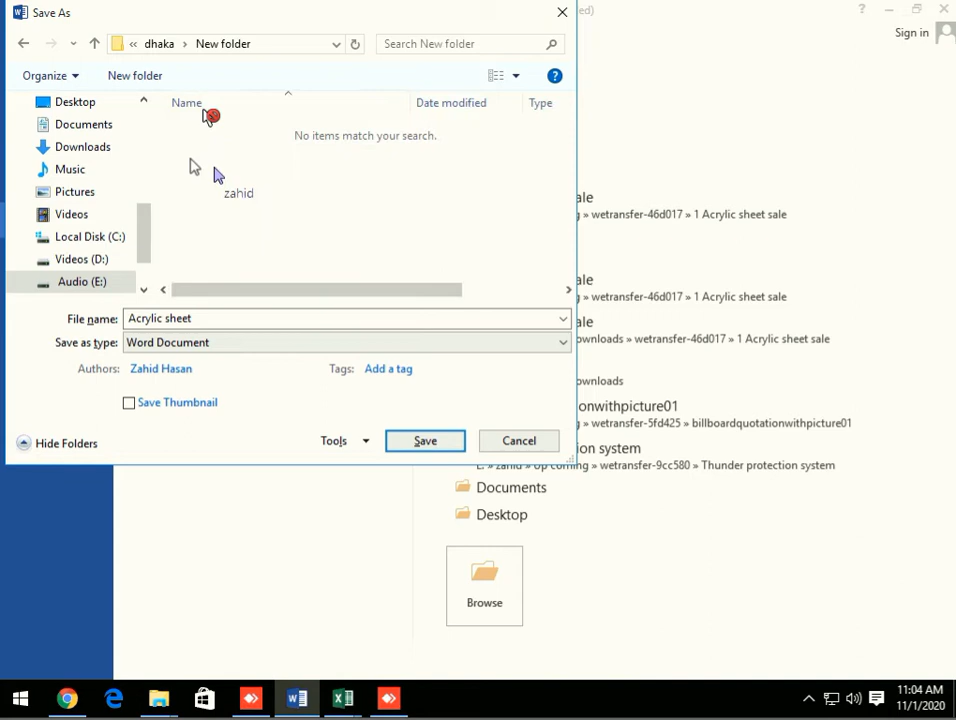 Save As
ed)
Sign in
« dhaka › New folder
Search New folder
Organize
New folder
Name
Date modified
Type
Desktop
Documents
Downloads
Music
Pictures
Videos
Local Disk (C:)
Videos (D:)
Audio (E:)
No items match your search.
zahid
File name: Acrylic sheet
Save as type: Word Document
Authors: Zahid Hasan
Tags: Add a tag
Save Thumbnail
Hide Folders
Tools
Save
Cancel
ale
g » wetransfer-46d017 » 1 Acrylic sheet sale
ale
g » wetransfer-46d017 » 1 Acrylic sheet sale
ale
ownloads » wetransfer-46d017 » 1 Acrylic sheet sale
ownloads
onwithpicture01
g » wetransfer-5fd425 » billboardquotationwithpicture01
ion system
E: » zahid » Up coming » wetransfer-9cc580 » Thunder protection system
Documents
Desktop
Browse
11:04 AM
11/1/2020